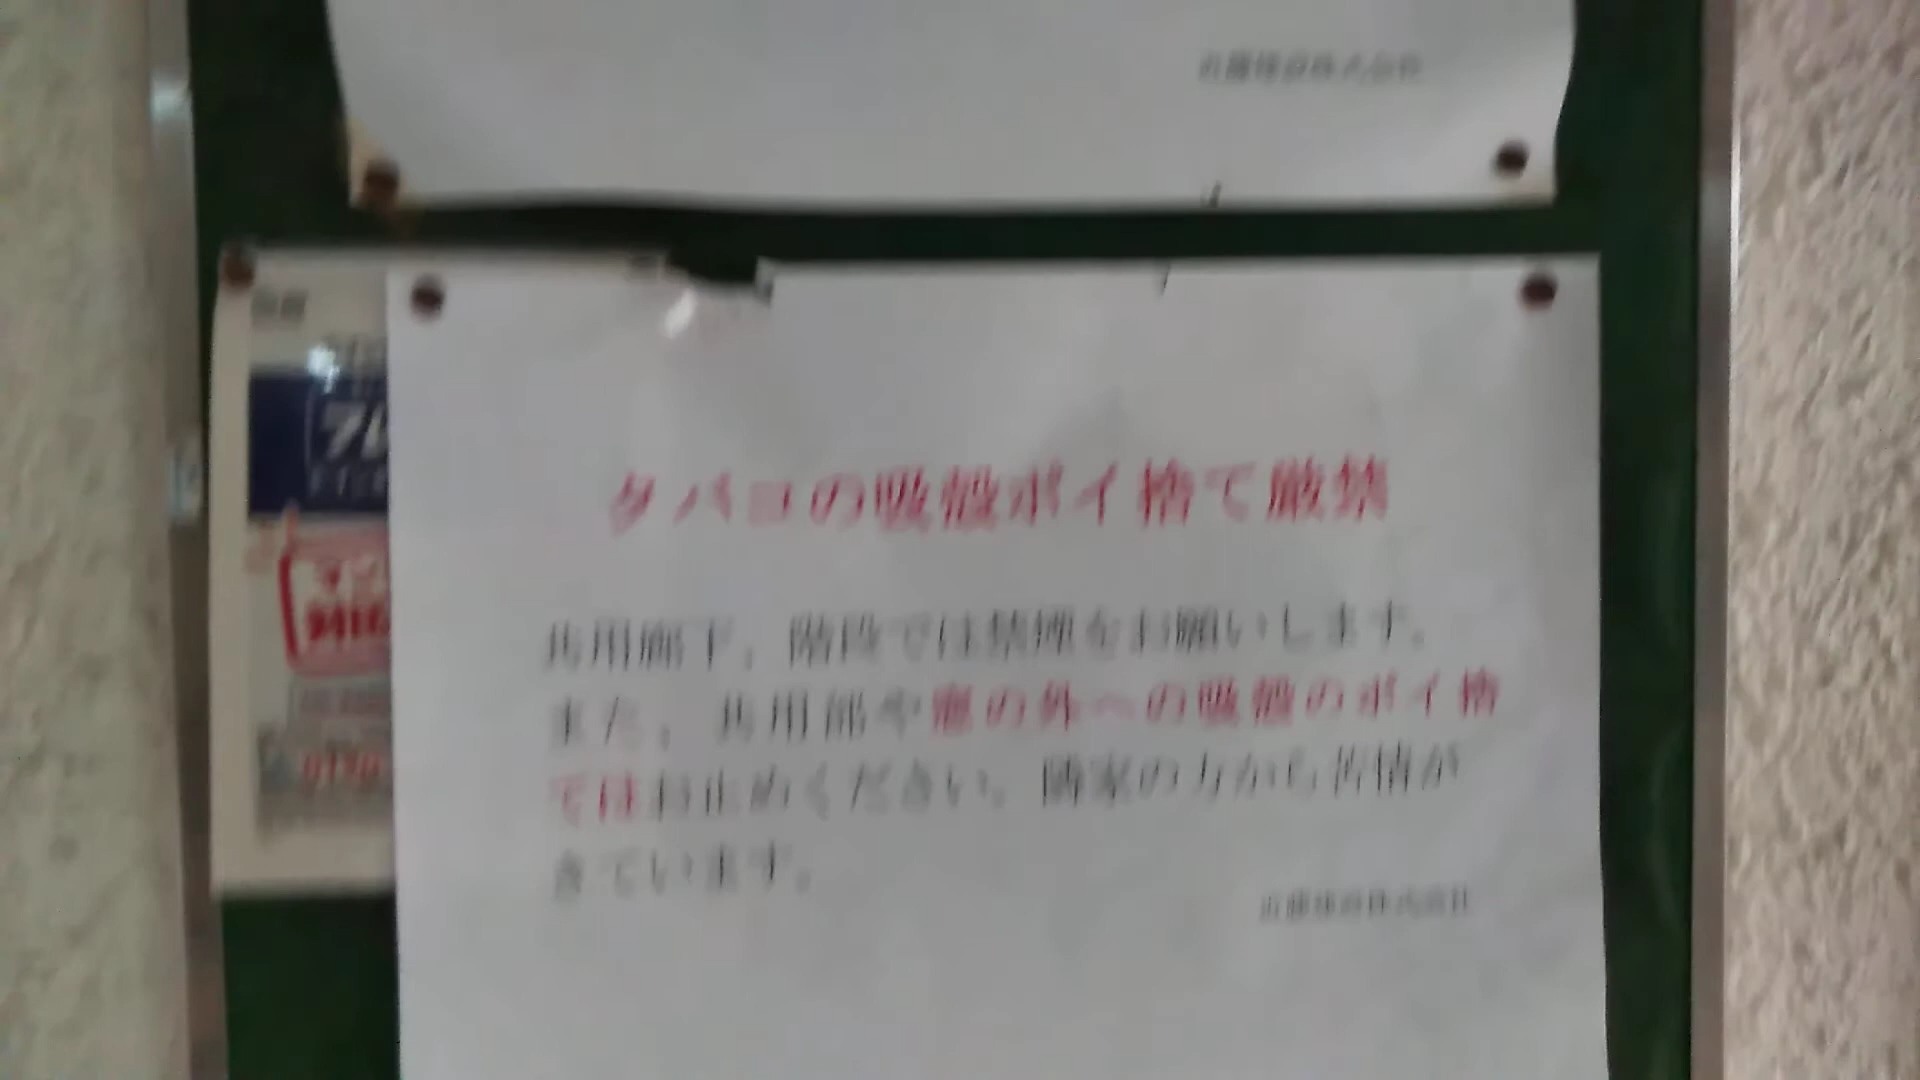 タバコの吸殻ポイ捨て厳禁
共用廊下、階段では禁煙をお願いします。
また、共用部や窓の外への吸殻のポイ捨
てはお止めください。隣家の方から苦情が
きています。